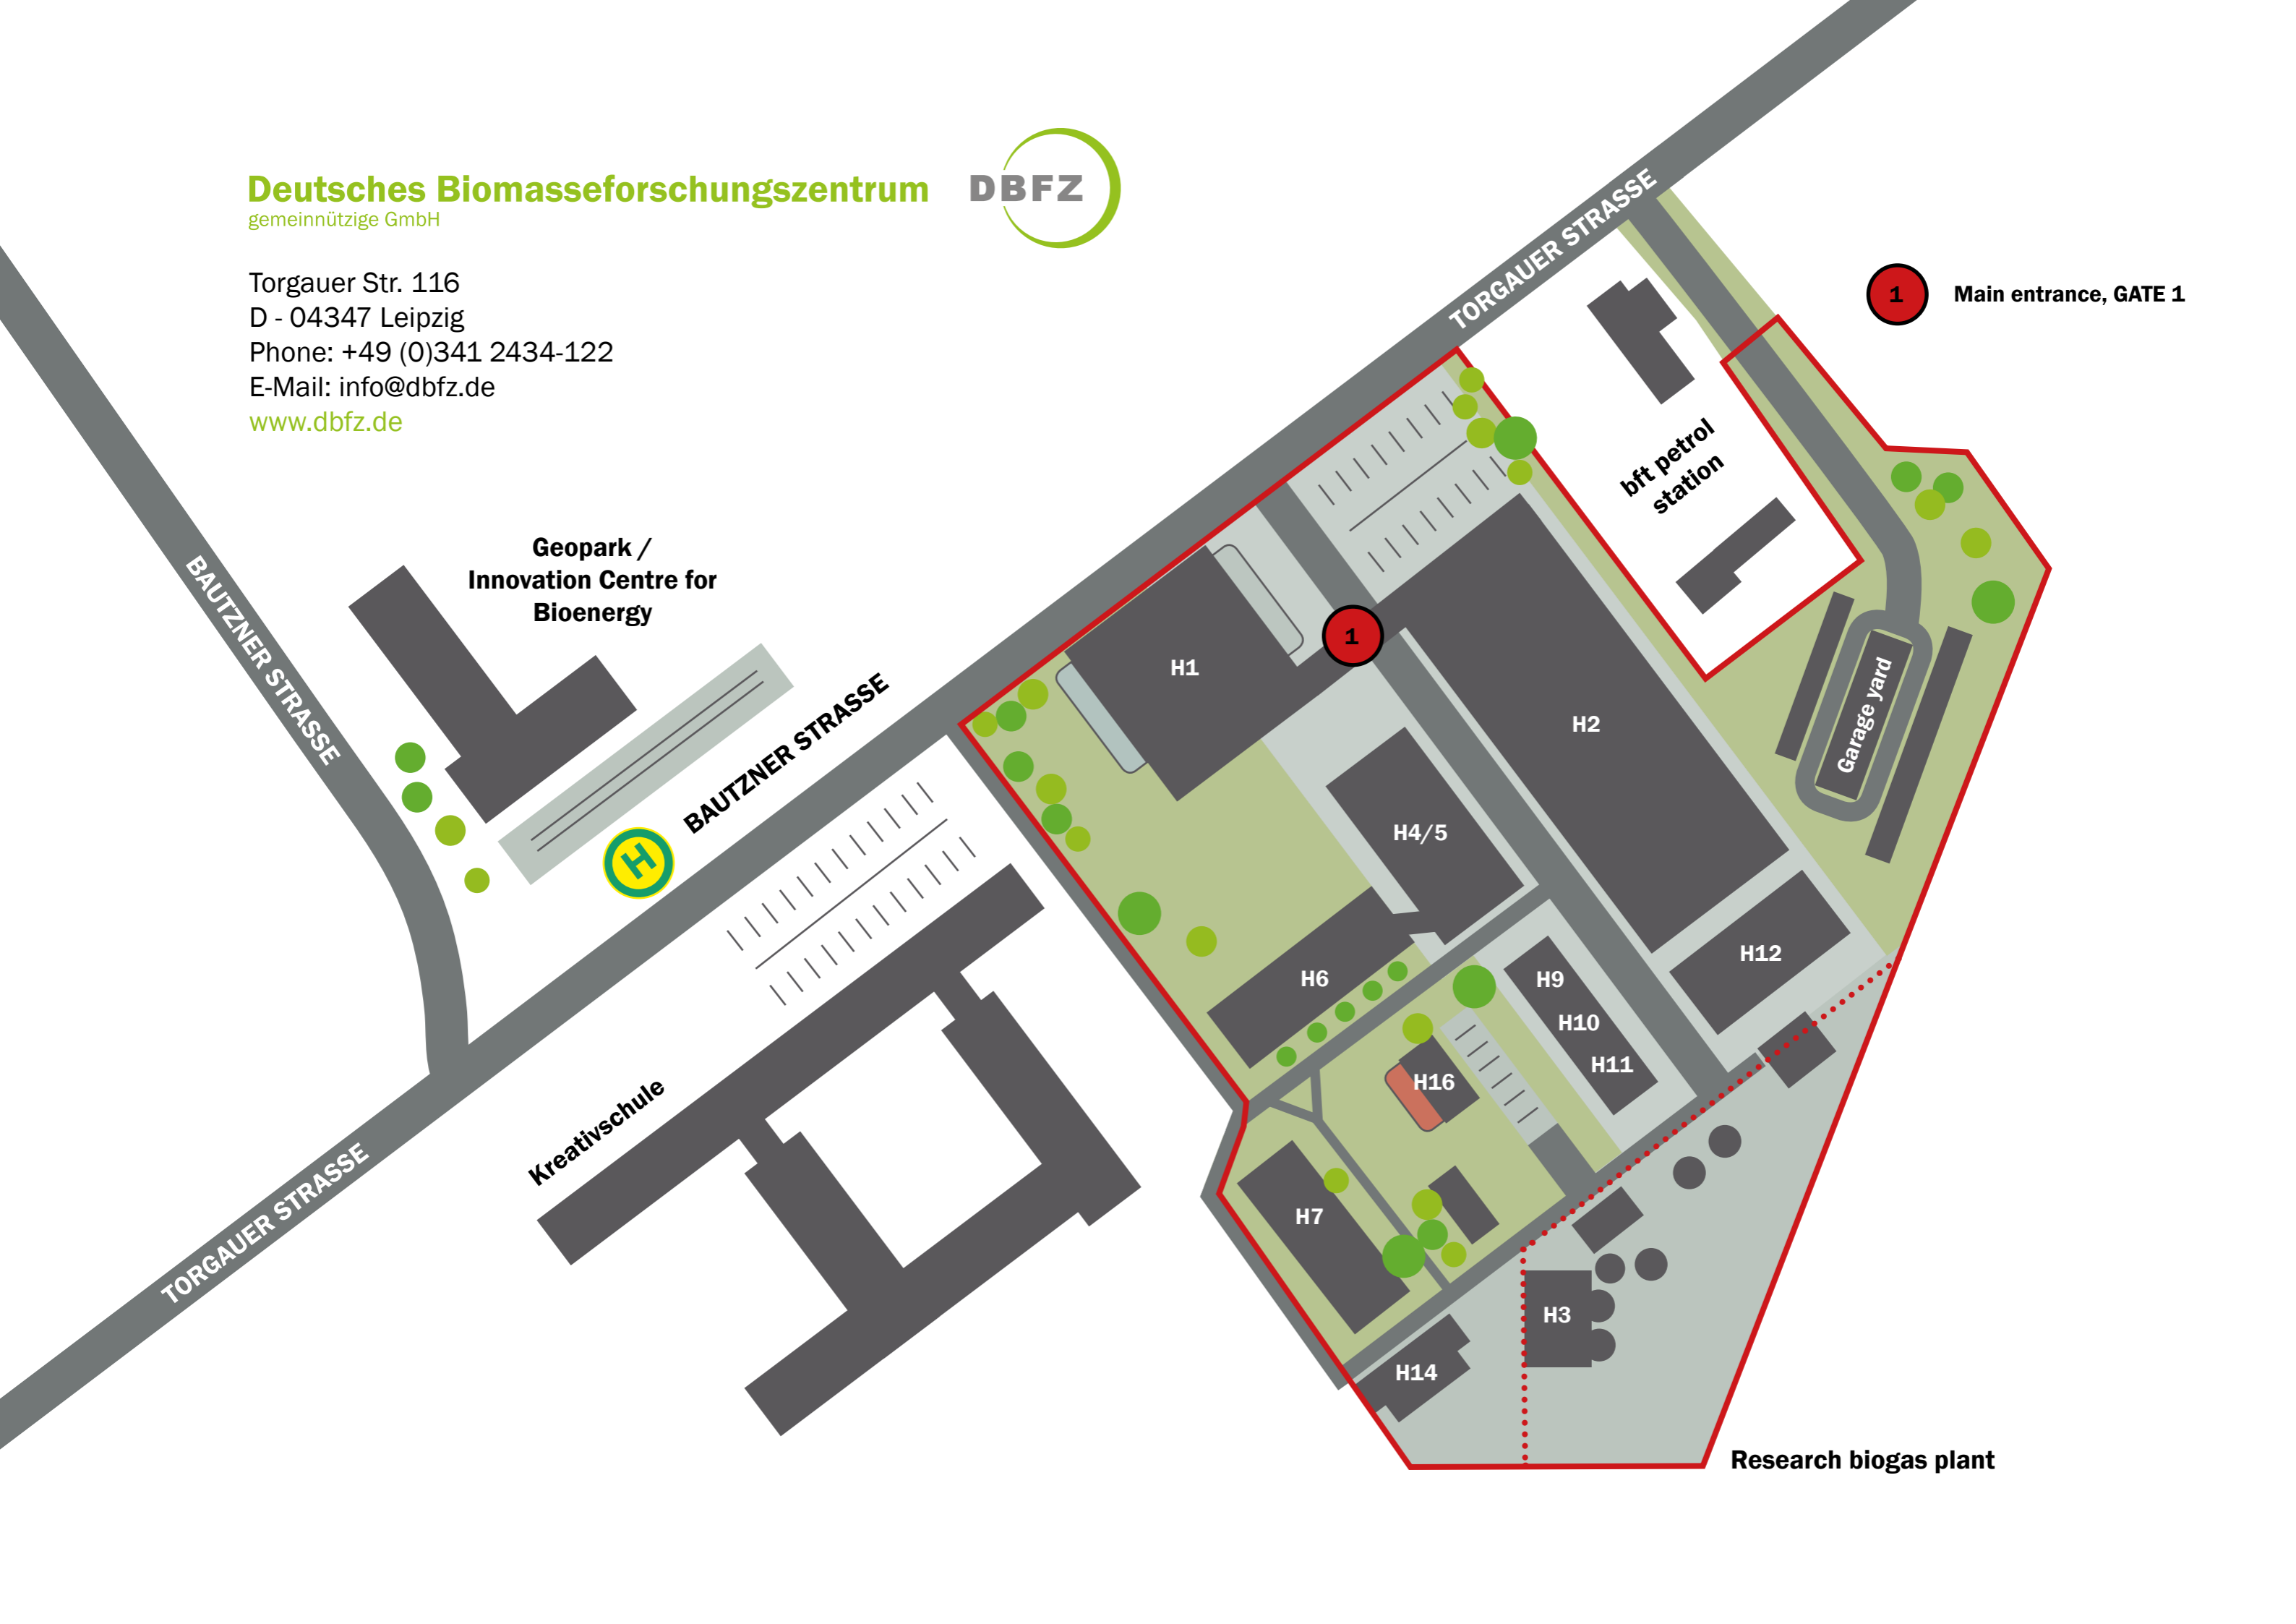 Deutsches Biomasseforschungszentrum
gemeinnützige GmbH
DBFZ
Torgauer Str. 116
D - 04347 Leipzig
Phone: +49 (0)341 2434-122
E-Mail: info@dbfz.de
www.dbfz.de
TORGAUER STRASSE
1
Main entrance, GATE 1
bft petrol
station
BAUTZNER STRASSE
Geopark /
Innovation Centre for
Bioenergy
BAUTZNER STRASSE
H
H1
1
H2
Garage yard
H4/5
H6
H12
H9
H10
H11
H16
Kreativschule
TORGAUER STRASSE
H7
H3
H14
Research biogas plant